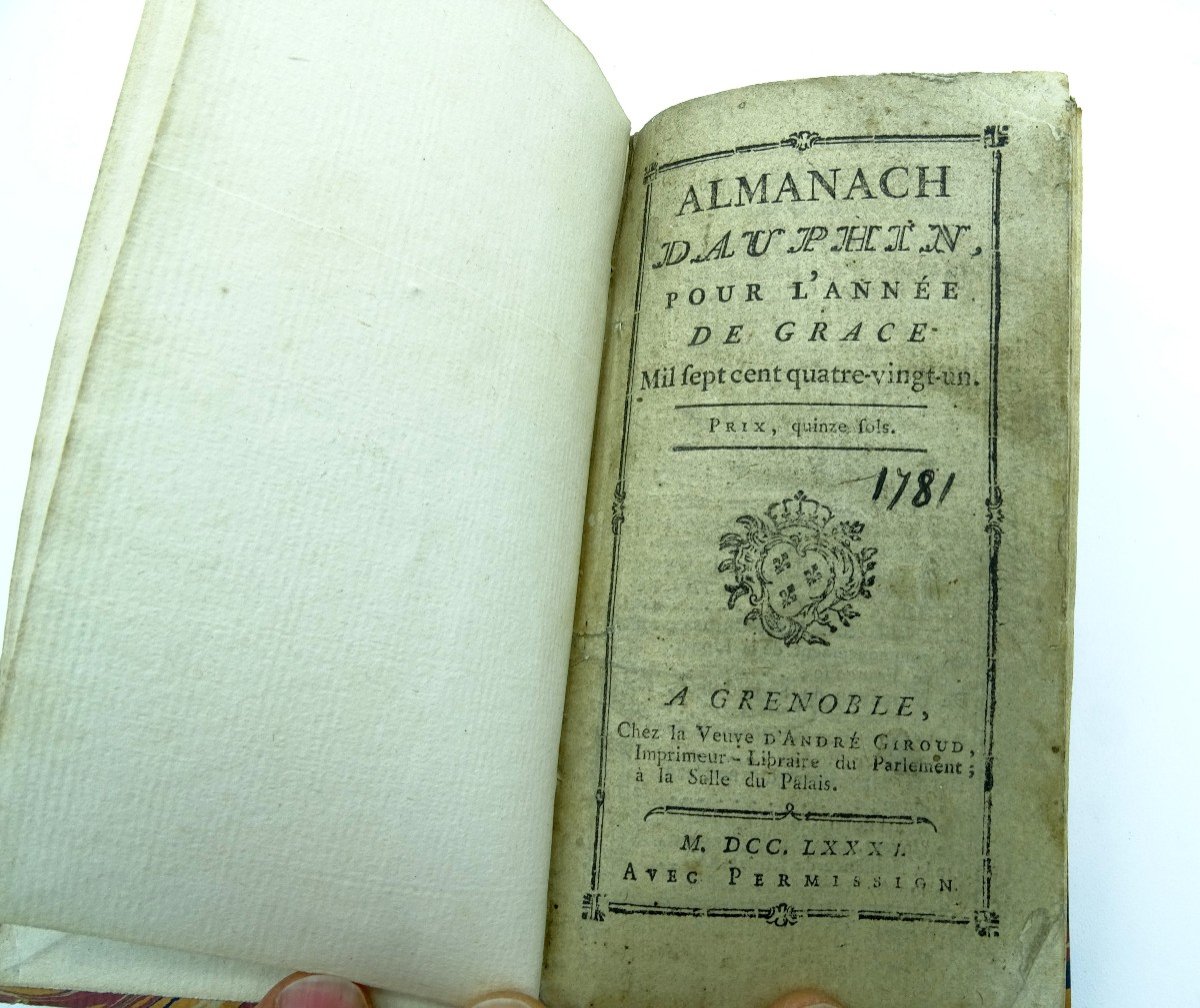 ALMANACH
DAUPHIN,
POUR L'ANNÉE
DE GRACE
Mil ſept cent quatre-vingt-un.
PRIX, quinze ſols.
1781
A GRENOBLE,
Chez la Veuve D'ANDRÉ GIROUD,
Imprimeur-Libraire du Parlement;
à la Salle du Palais.
M. DCC. LXXXI.
AVEC PERMISSION.